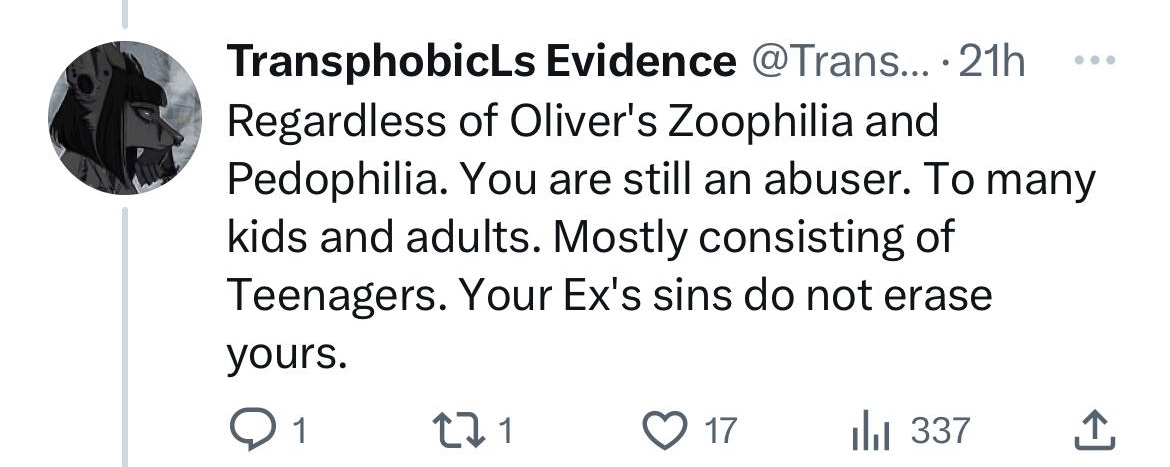 TransphobicLs Evidence @Trans... · 21h
Regardless of Oliver's Zoophilia and
Pedophilia. You are still an abuser. To many
kids and adults. Mostly consisting of
Teenagers. Your Ex's sins do not erase
yours.
1 1 17 337